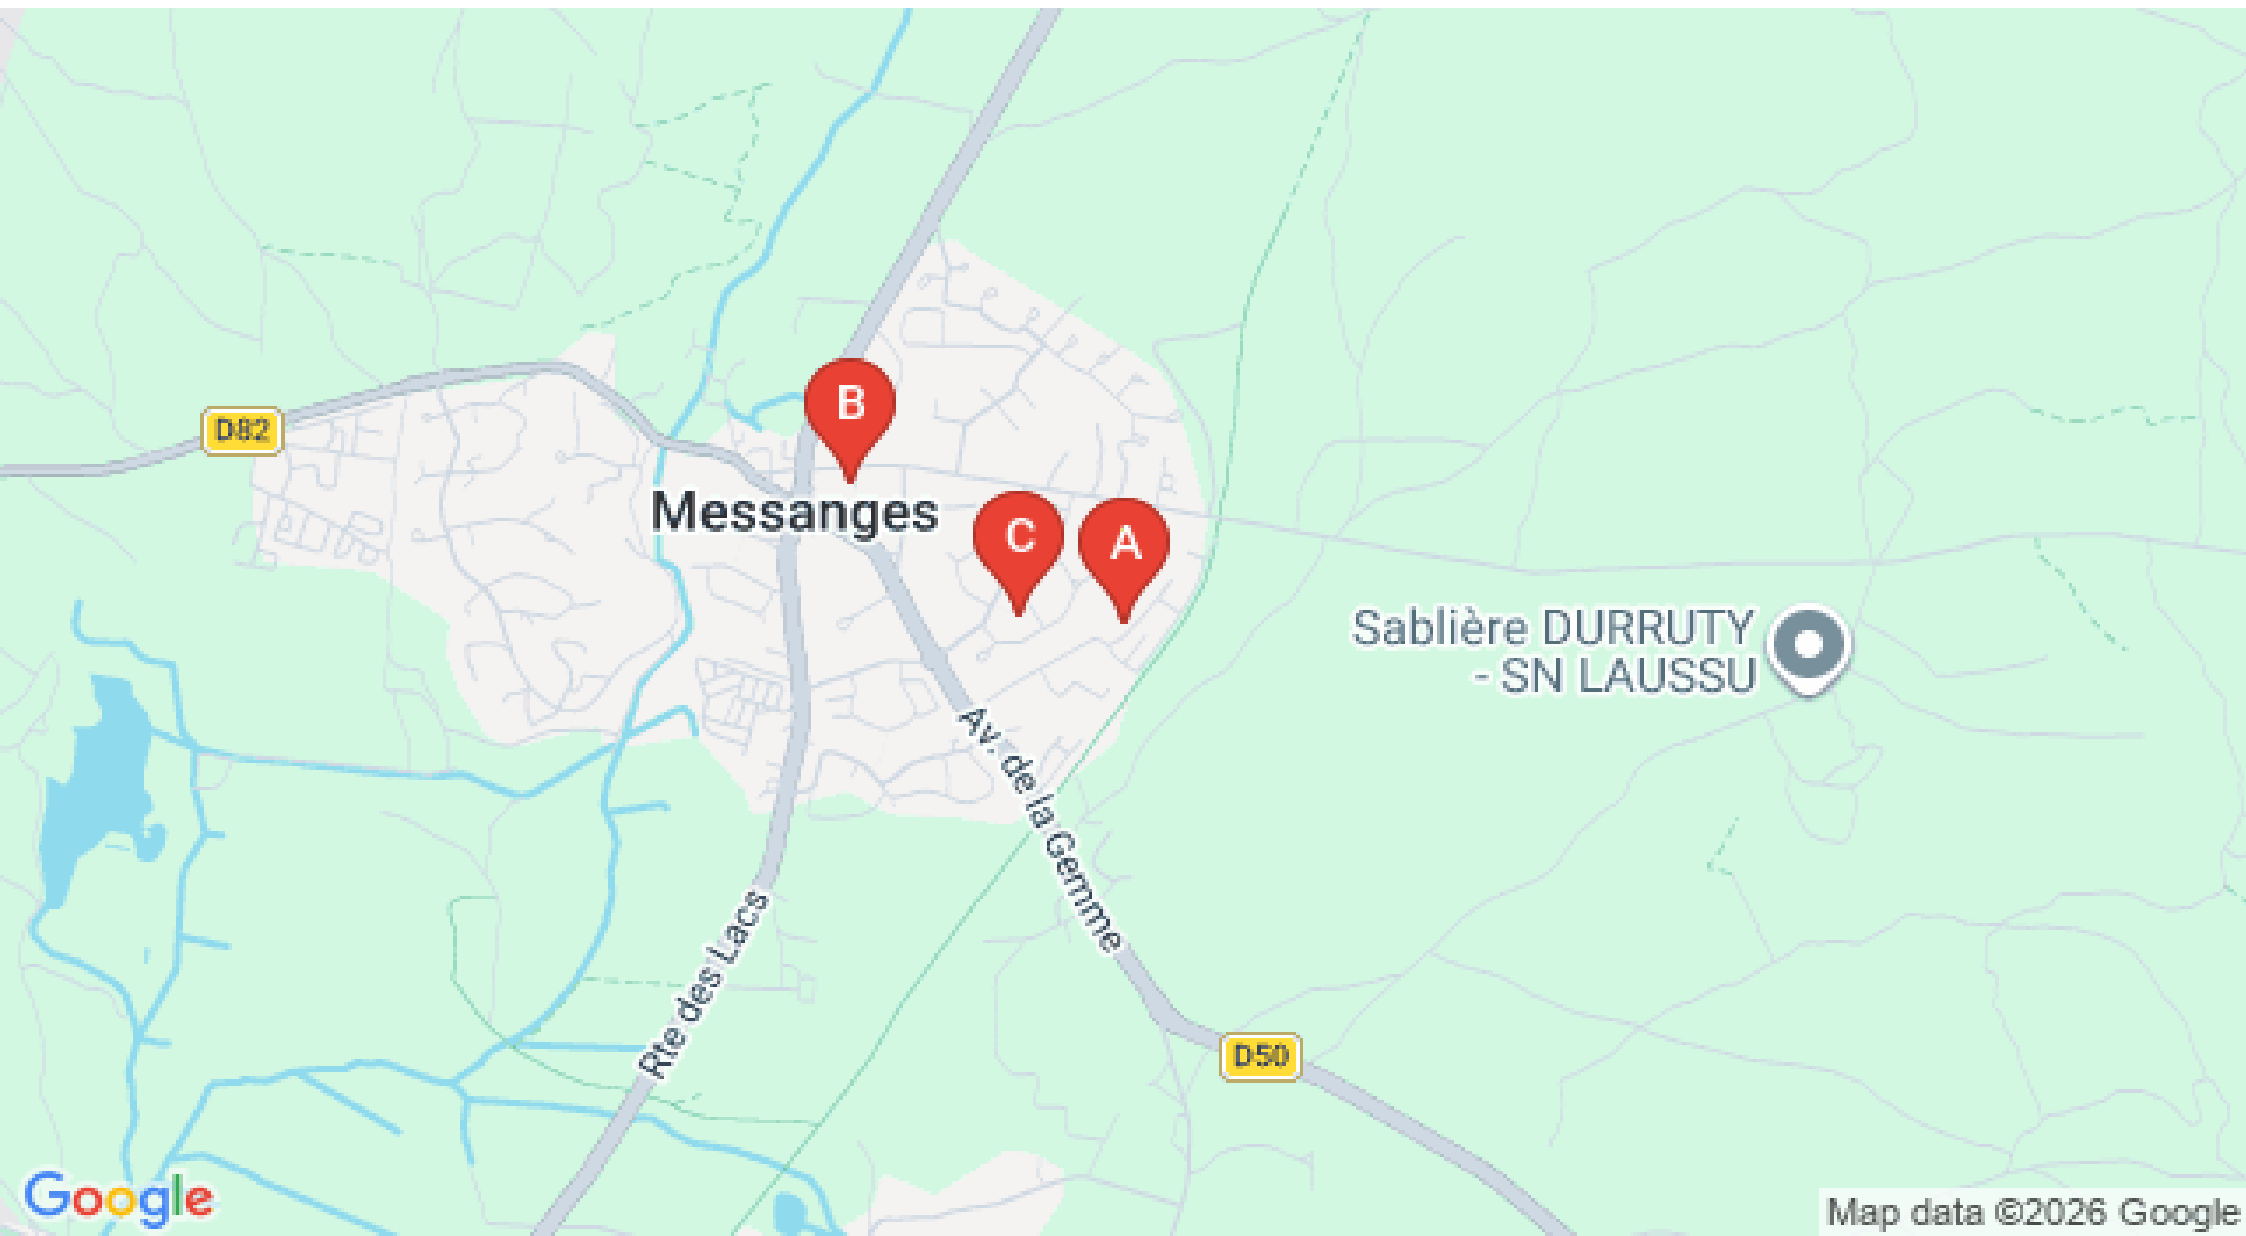 D82
B
Messanges
C
A
Sablière DURRUTY
- SN LAUSSU
Av. de la Gemme
Rte des Lacs
D50
Google
Map data ©2026 Google